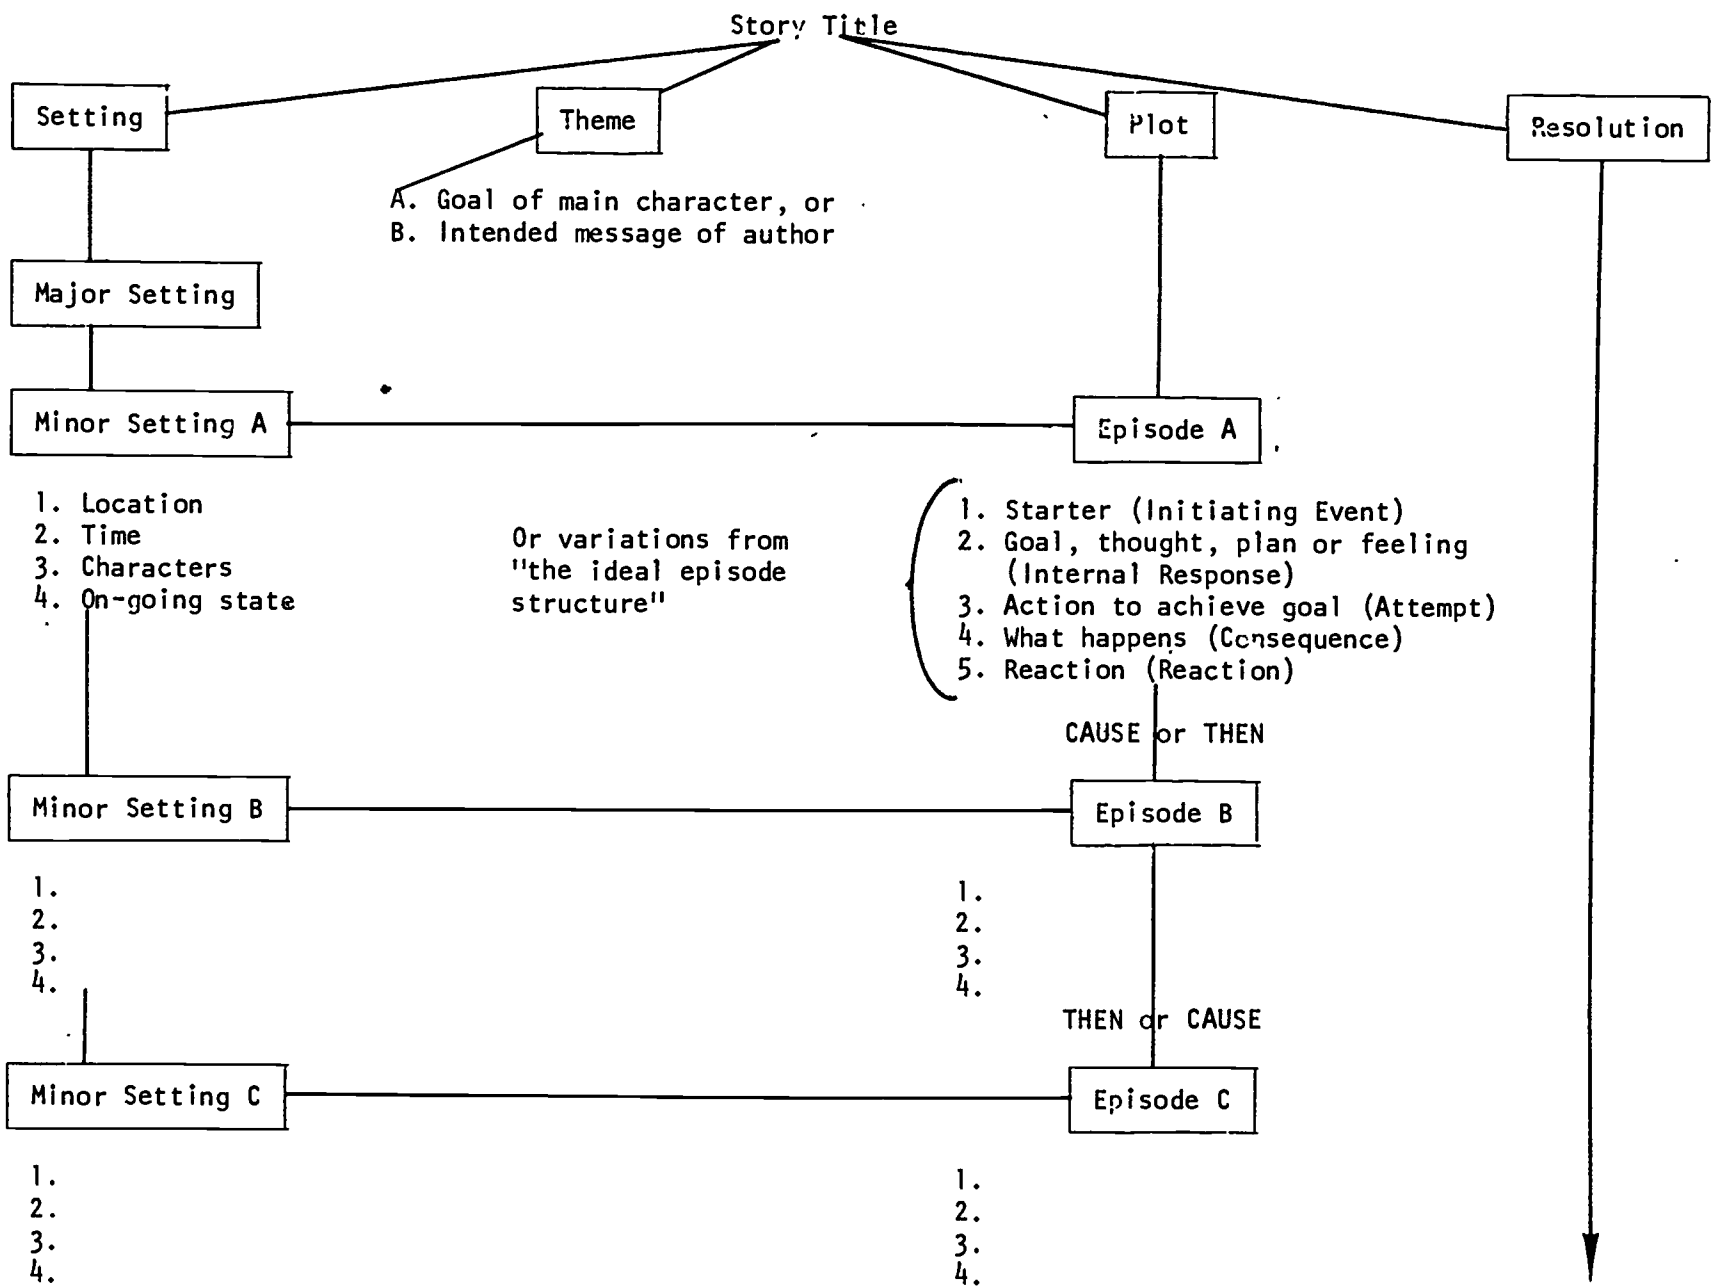 Story Title
Setting
Theme
Plot
Resolution
A. Goal of main character, or
B. Intended message of author
Major Setting
Minor Setting A
Episode A
1. Location
2. Time
3. Characters
4. On-going state
Or variations from
"the ideal episode
structure"
1. Starter (Initiating Event)
2. Goal, thought, plan or feeling
(Internal Response)
3. Action to achieve goal (Attempt)
4. What happens (Consequence)
5. Reaction (Reaction)
CAUSE or THEN
Minor Setting B
Episode B
1.
2.
3.
4.
1.
2.
3.
4.
THEN or CAUSE
Minor Setting C
Episode C
1.
2.
3.
4.
1.
2.
3.
4.